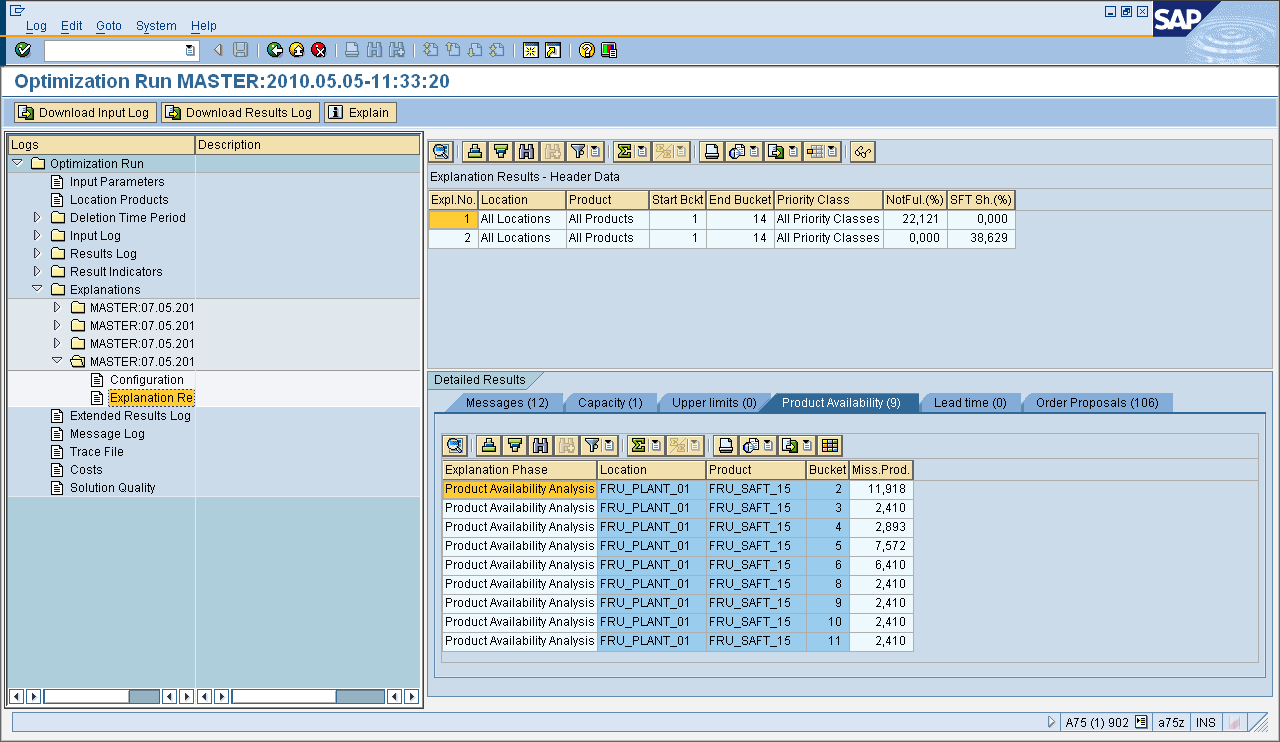 Log Edit Goto System Help
SAP
Optimization Run MASTER:2010.05.05-11:33:20
Download Input Log Download Results Log Explain
Logs Description
Optimization Run
Input Parameters
Location Products
Deletion Time Period
Input Log
Results Log
Result Indicators
Explanations
MASTER:07.05.201
MASTER:07.05.201
MASTER:07.05.201
MASTER:07.05.201
Configuration
Explanation Re
Extended Results Log
Message Log
Trace File
Costs
Solution Quality
Explanation Results - Header Data
Expl.No. Location Product Start Bckt End Bucket Priority Class NotFul.(%) SFT Sh.(%)
1 All Locations All Products 1 14 All Priority Classes 22,121 0,000
2 All Locations All Products 1 14 All Priority Classes 0,000 38,629
Detailed Results
Messages (12) Capacity (1) Upper limits (0) Product Availability (9) Lead time (0) Order Proposals (106)
Explanation Phase Location Product Bucket Miss.Prod.
Product Availability Analysis FRU_PLANT_01 FRU_SAFT_15 2 11,918
Product Availability Analysis FRU_PLANT_01 FRU_SAFT_15 3 2,410
Product Availability Analysis FRU_PLANT_01 FRU_SAFT_15 4 2,893
Product Availability Analysis FRU_PLANT_01 FRU_SAFT_15 5 7,572
Product Availability Analysis FRU_PLANT_01 FRU_SAFT_15 6 6,410
Product Availability Analysis FRU_PLANT_01 FRU_SAFT_15 8 2,410
Product Availability Analysis FRU_PLANT_01 FRU_SAFT_15 9 2,410
Product Availability Analysis FRU_PLANT_01 FRU_SAFT_15 10 2,410
Product Availability Analysis FRU_PLANT_01 FRU_SAFT_15 11 2,410
A75 (1) 902 a75z INS